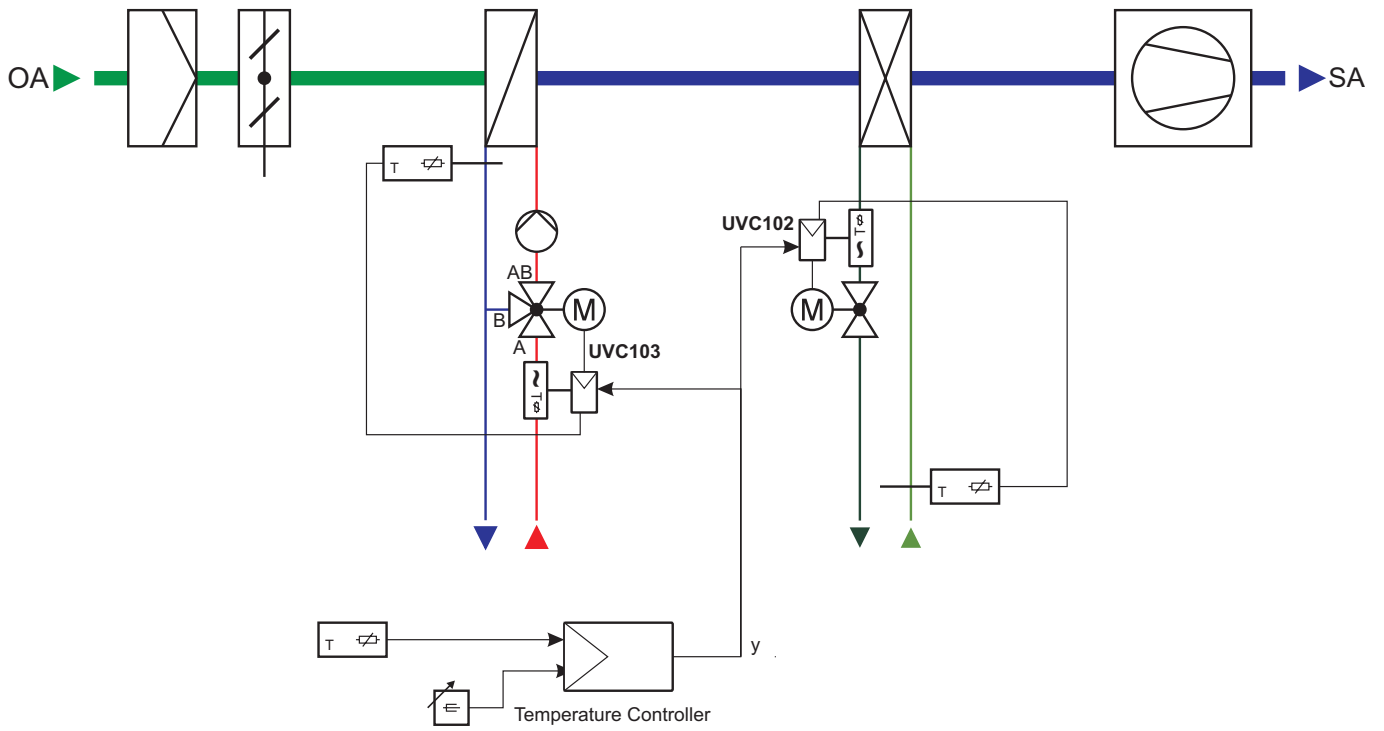 OA
SA
T
UVC102
T
AB
M
M
B
A
UVC103
T
T
y
T
Temperature Controller